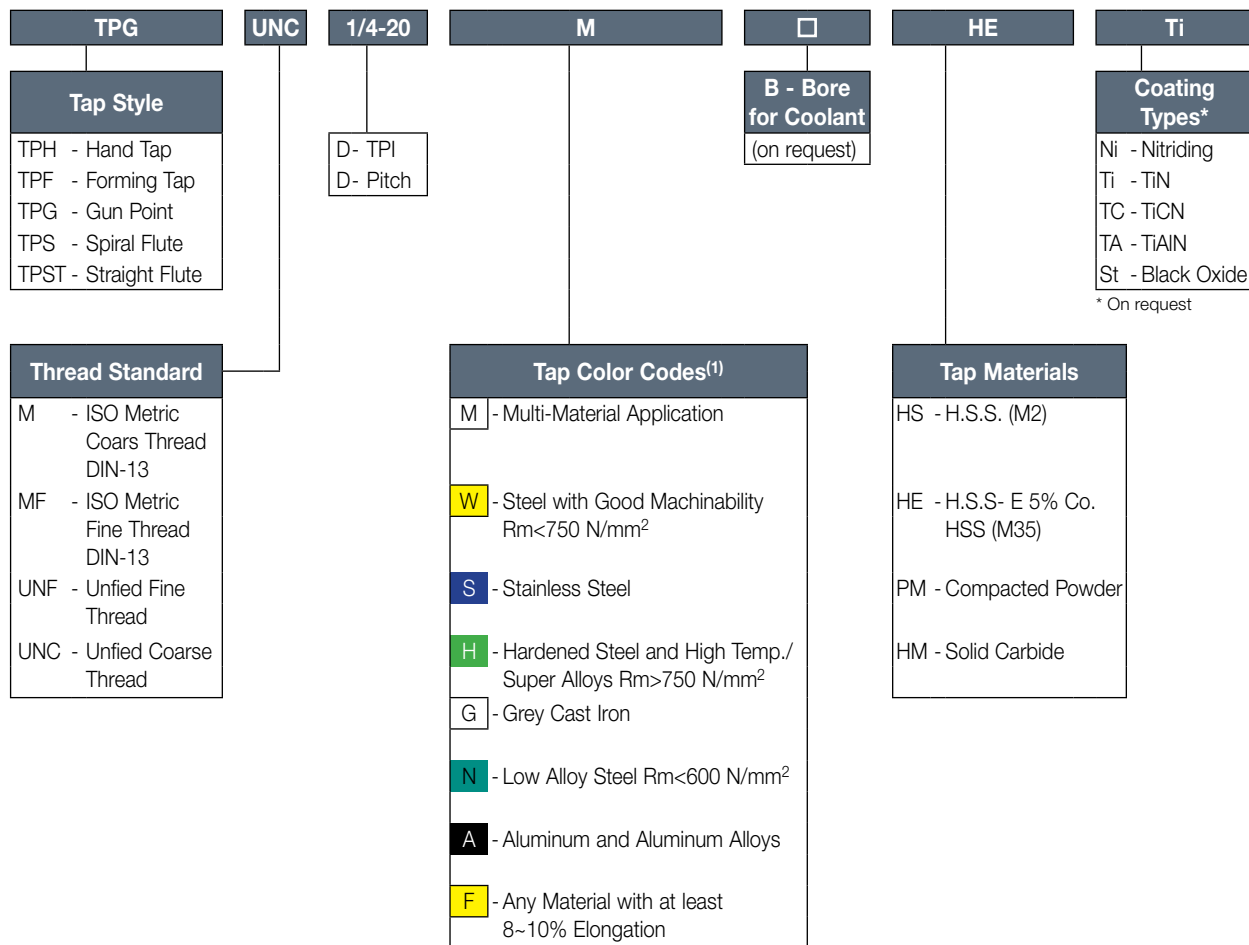 TPG UNC 1/4-20 M □ HE Ti
Tap Style
TPH - Hand Tap
TPF - Forming Tap
TPG - Gun Point
TPS - Spiral Flute
TPST - Straight Flute
D- TPI
D- Pitch
B - Bore
for Coolant
(on request)
Coating
Types*
Ni - Nitriding
Ti - TiN
TC - TiCN
TA - TiAlN
St - Black Oxide
* On request
Thread Standard
M - ISO Metric
Coars Thread
DIN-13
MF - ISO Metric
Fine Thread
DIN-13
UNF - Unfied Fine
Thread
UNC - Unfied Coarse
Thread
Tap Color Codes(1)
M - Multi-Material Application
W - Steel with Good Machinability
Rm<750 N/mm2
S - Stainless Steel
H - Hardened Steel and High Temp./
Super Alloys Rm>750 N/mm2
G - Grey Cast Iron
N - Low Alloy Steel Rm<600 N/mm2
A - Aluminum and Aluminum Alloys
F - Any Material with at least
8~10% Elongation
Tap Materials
HS - H.S.S. (M2)
HE - H.S.S- E 5% Co.
HSS (M35)
PM - Compacted Powder
HM - Solid Carbide